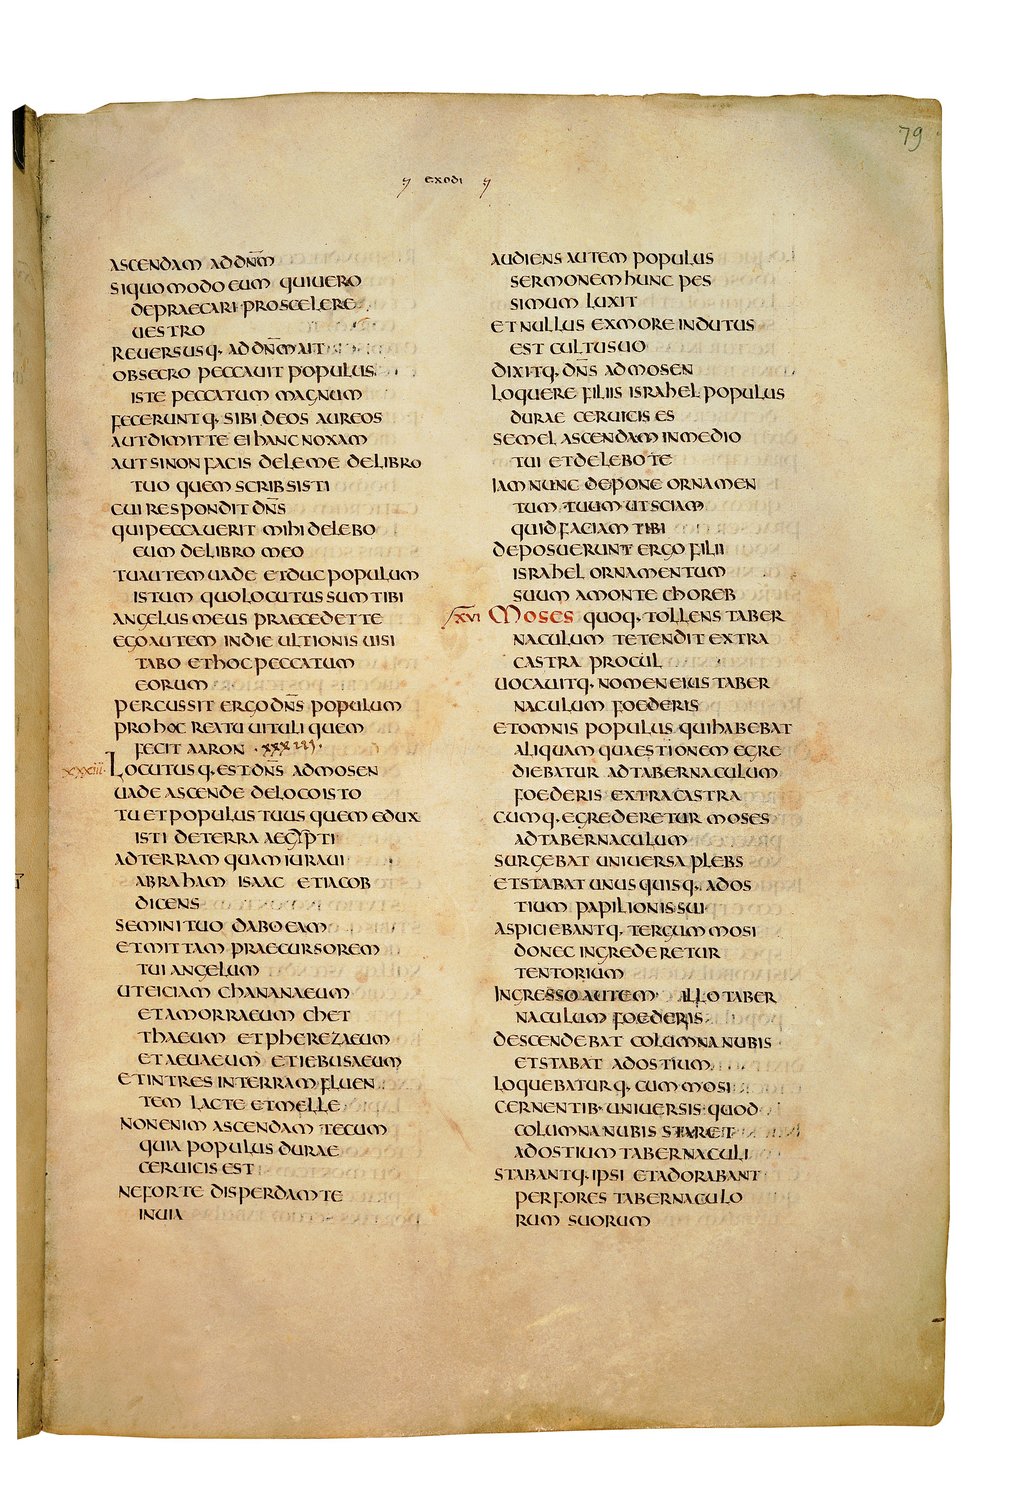 79
exodi
ascendam ad dn̅m
si quo modo eum quiuero
depraecari pro scelere
uestro
reuersusq· ad dn̅m ait
obsecro peccauit populus
iste peccatum magnum
feceruntq· sibi deos aureos
aut dimitte ei hanc noxam
aut si non facis dele me de libro
tuo quem scribsisti
cui respondit dn̅s
qui peccauerit mihi delebo
eum de libro meo
tu autem uade et duc populum
istum quo locutus sum tibi
angelus meus praecedet te
ego autem in die ultionis uisi
tabo et hoc peccatum
eorum
percussit ergo dn̅s populum
pro hoc reatu uituli quem
fecit aaron · xxxiii ·
xxxiii· Locutusq· est dn̅s ad mosen
uade ascende de loco isto
tu et populus tuus quem edux
isti de terra aegypti
ad terram quam iuraui
abraham isaac et iacob
dicens
semini tuo dabo eam
et mittam praecursorem
tui angelum
ut eiciam chananaeum
et amorraeum et chet
thaeum et pherezaeum
et aeuaeum et iebusaeum
et intres in terram fluen
tem lacte et melle
non enim ascendam tecum
quia populus durae
ceruicis est
ne forte disperdam te
in uia
audiens autem populus
sermonem hunc pes
simum luxit
et nullus ex more indutus
est cultu suo
dixitq· dn̅s ad mosen
loquere filiis israhel populus
durae ceruicis es
semel ascendam in medio
tui et delebo te
iam nunc depone ornamen
tum tuum ut sciam
quid faciam tibi
deposuerunt ergo filii
israhel ornamentum
suum a monte choreb
Moses quoq· tollens taber
naculum tetendit extra
castra procul
uocauitq· nomen eius taber
naculum foederis
et omnis populus qui habebat
aliquam quaestionem egre
diebatur ad tabernaculum
foederis extra castra
cumq· egrederetur moses
ad tabernaculum
surgebat uniuersa plebs
et stabat unusquisq· ad os
tium papilionis sui
aspiciebantq· tergum mosi
donec ingrederetur
tentorium
ingresso autem illo taber
naculum foederis
descendebat columna nubis
et stabat ad ostium
loquebaturq· cum mosi
cernentib· uniuersis quod
columna nubis staret
ad ostium tabernaculi
stabantq· ipsi et adorabant
per fores tabernaculo
rum suorum